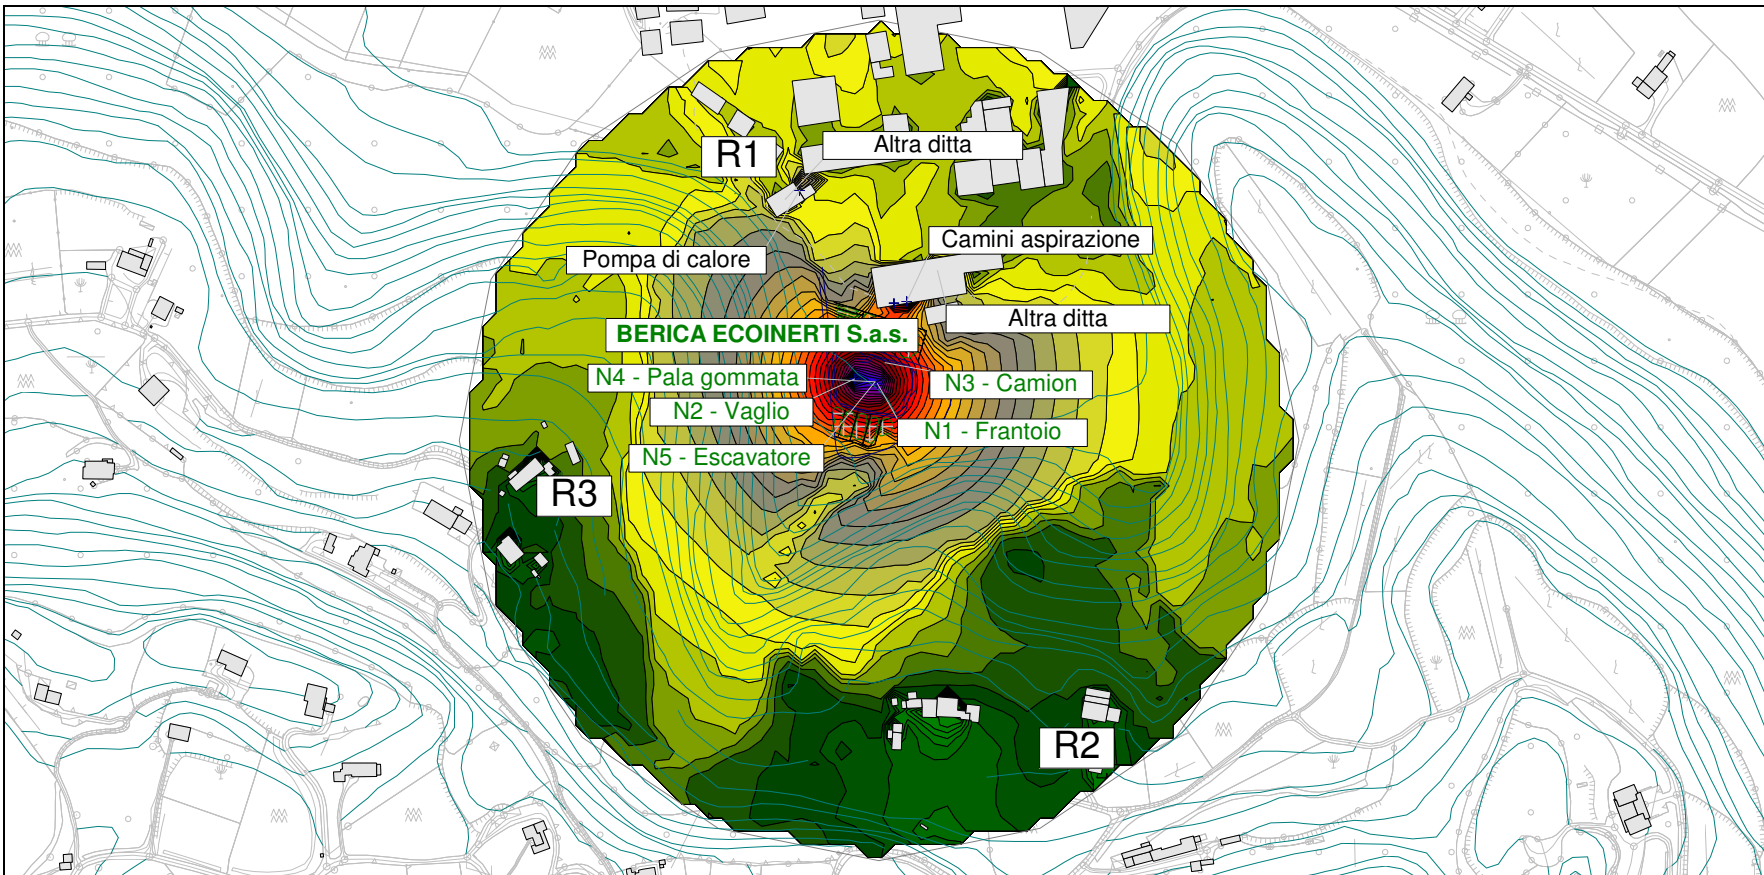 Altra ditta
R1
Camini aspirazione
Pompa di calore
Altra ditta
BERICA ECOINERTI S.a.s.
N4 - Pala gommata
N3 - Camion
N2 - Vaglio
N1 - Frantoio
N5 - Escavatore
R3
R2